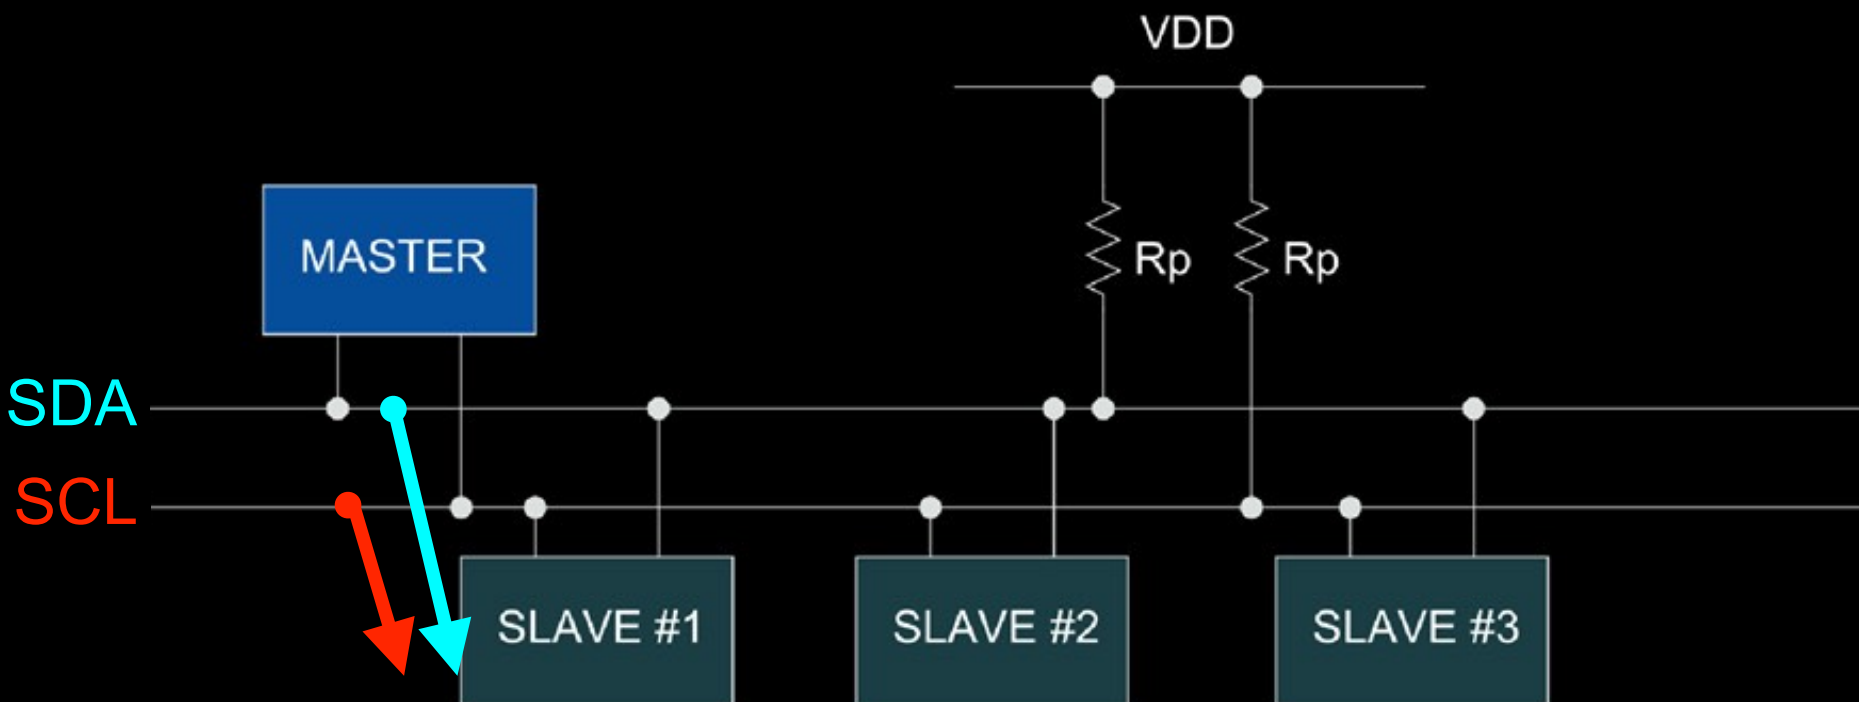 VDD
MASTER
Rp
Rp
SDA
SCL
SLAVE #1
SLAVE #2
SLAVE #3